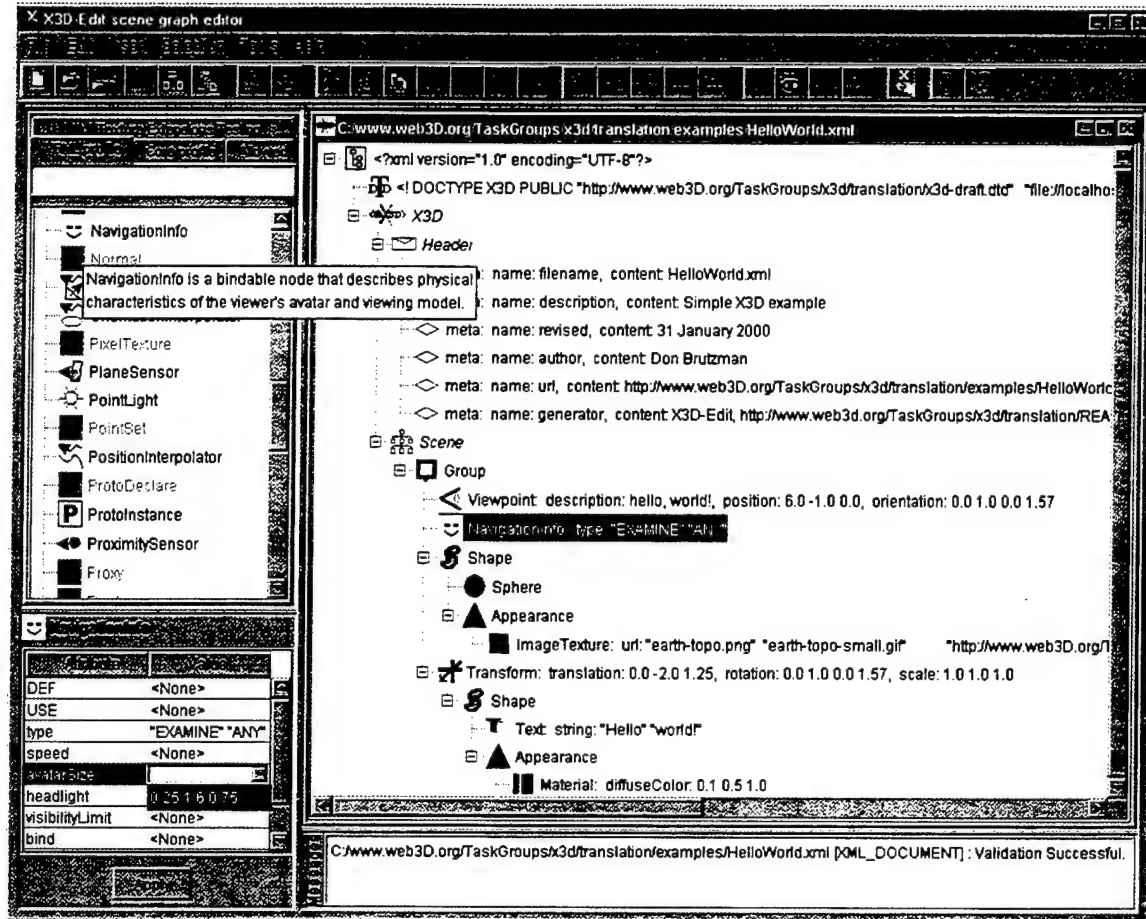 X3D-Edit scene graph editor
NavigationInfo
Normal
NavigationInfo is a bindable node that describes physical
characteristics of the viewer's avatar and viewing model.
PixelTexture
PlaneSensor
PointLight
PointSet
PositionInterpolator
ProtoDeclare
ProtoInstance
ProximitySensor
Proxy
Attribute Value
DEF <None>
USE <None>
type "EXAMINE" "ANY"
speed <None>
avatarSize
headlight 0.25 1.6 0.75
visibilityLimit <None>
bind <None>
Apply
C:/www.web3D.org/TaskGroups/x3d/translation/examples/HelloWorld.xml
<?xml version="1.0" encoding="UTF-8"?>
DTD <! DOCTYPE X3D PUBLIC "http://www.web3D.org/TaskGroups/x3d/translation/x3d-draft.dtd" "file://localho
X3D
Header
meta: name: filename, content: HelloWorld.xml
name: description, content: Simple X3D example
meta: name: revised, content: 31 January 2000
meta: name: author, content: Don Brutzman
meta: name: url, content: http://www.web3D.org/TaskGroups/x3d/translation/examples/HelloWorl
meta: name: generator, content: X3D-Edit, http://www.web3d.org/TaskGroups/x3d/translation/REA
Scene
Group
Viewpoint: description: hello, world!, position: 6.0 -1.0 0.0, orientation: 0.0 1.0 0.0 1.57
NavigationInfo: type: "EXAMINE" "ANY"
Shape
Sphere
Appearance
ImageTexture: url: "earth-topo.png" "earth-topo-small.gif" "http://www.web3D.org/T
Transform: translation: 0.0 -2.0 1.25, rotation: 0.0 1.0 0.0 1.57, scale: 1.0 1.0 1.0
Shape
T Text: string: "Hello" "world!"
Appearance
Material: diffuseColor: 0.1 0.5 1.0
C:/www.web3D.org/TaskGroups/x3d/translation/examples/HelloWorld.xml [XML_DOCUMENT] : Validation Successful.